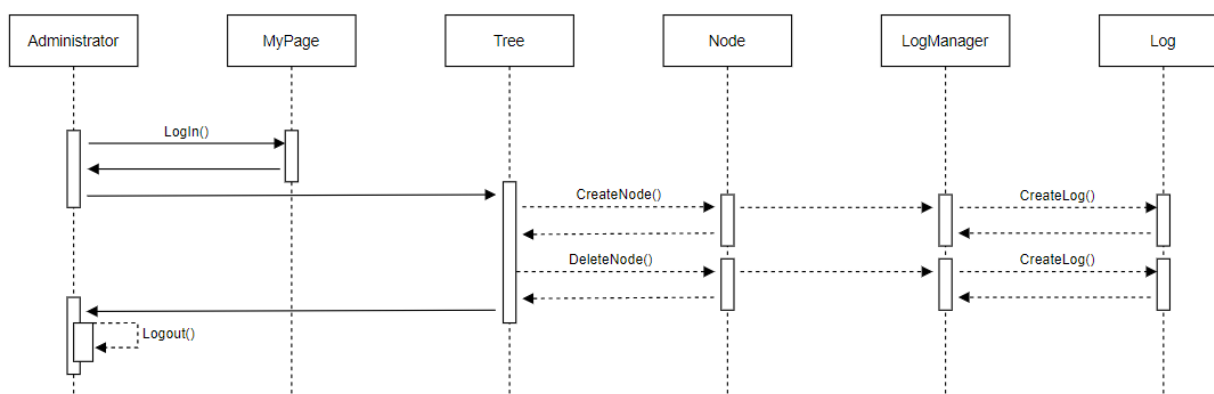 Administrator
MyPage
Tree
Node
LogManager
Log
LogIn()
CreateNode()
CreateLog()
DeleteNode()
CreateLog()
Logout()